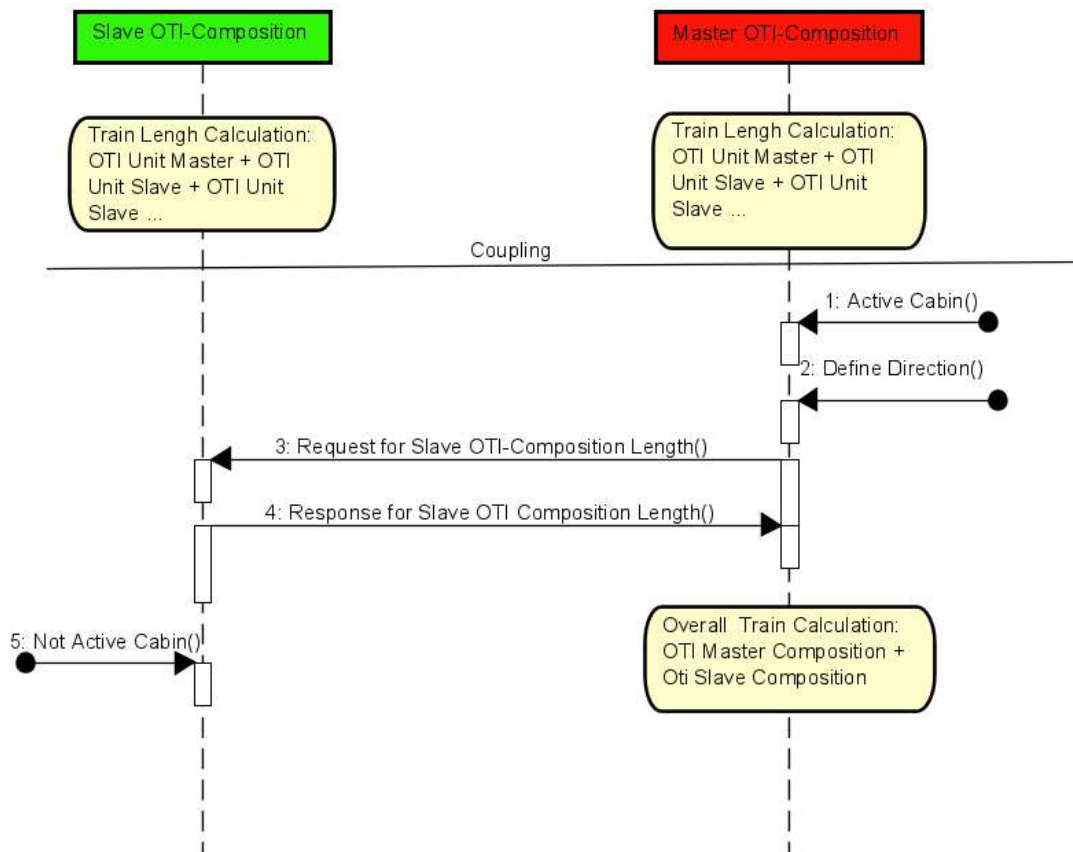 Slave OTI-Composition
Master OTI-Composition
Train Lengh Calculation:
OTI Unit Master + OTI
Unit Slave + OTI Unit
Slave ...
Train Lengh Calculation:
OTI Unit Master + OTI
Unit Slave + OTI Unit
Slave ...
Coupling
1: Active Cabin()
2: Define Direction()
3: Request for Slave OTI-Composition Length()
4: Response for Slave OTI Composition Length()
5: Not Active Cabin()
Overall Train Calculation:
OTI Master Composition +
Oti Slave Composition